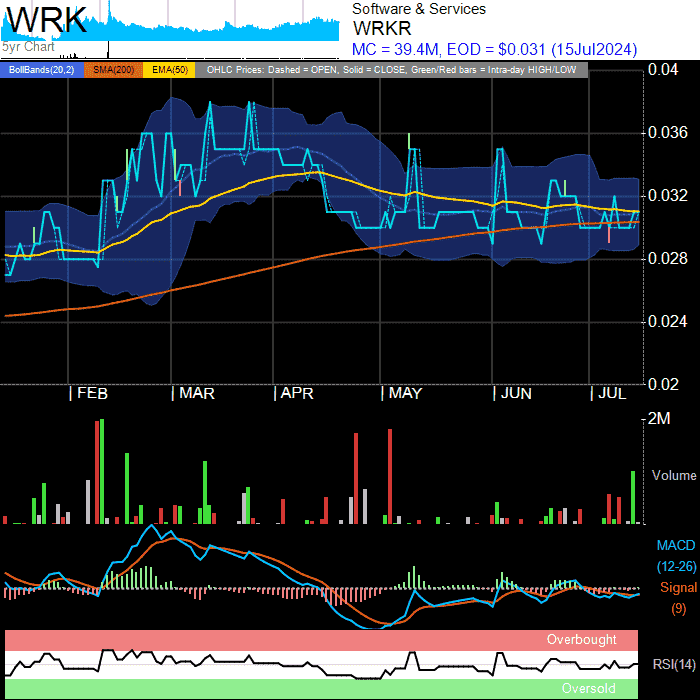 WRK
5yr Chart
Software & Services
WRKR
MC = 39.4M, EOD = $0.031 (15Jul2024)
BollBands(20,2) SMA(200) EMA(50) OHLC Prices: Dashed = OPEN, Solid = CLOSE, Green/Red bars = Intra-day HIGH/LOW
0.04
0.036
0.032
0.028
0.024
0.02
| FEB | MAR | APR | MAY | JUN | JUL
2M
Volume
MACD
(12-26)
Signal
(9)
Overbought
RSI(14)
Oversold